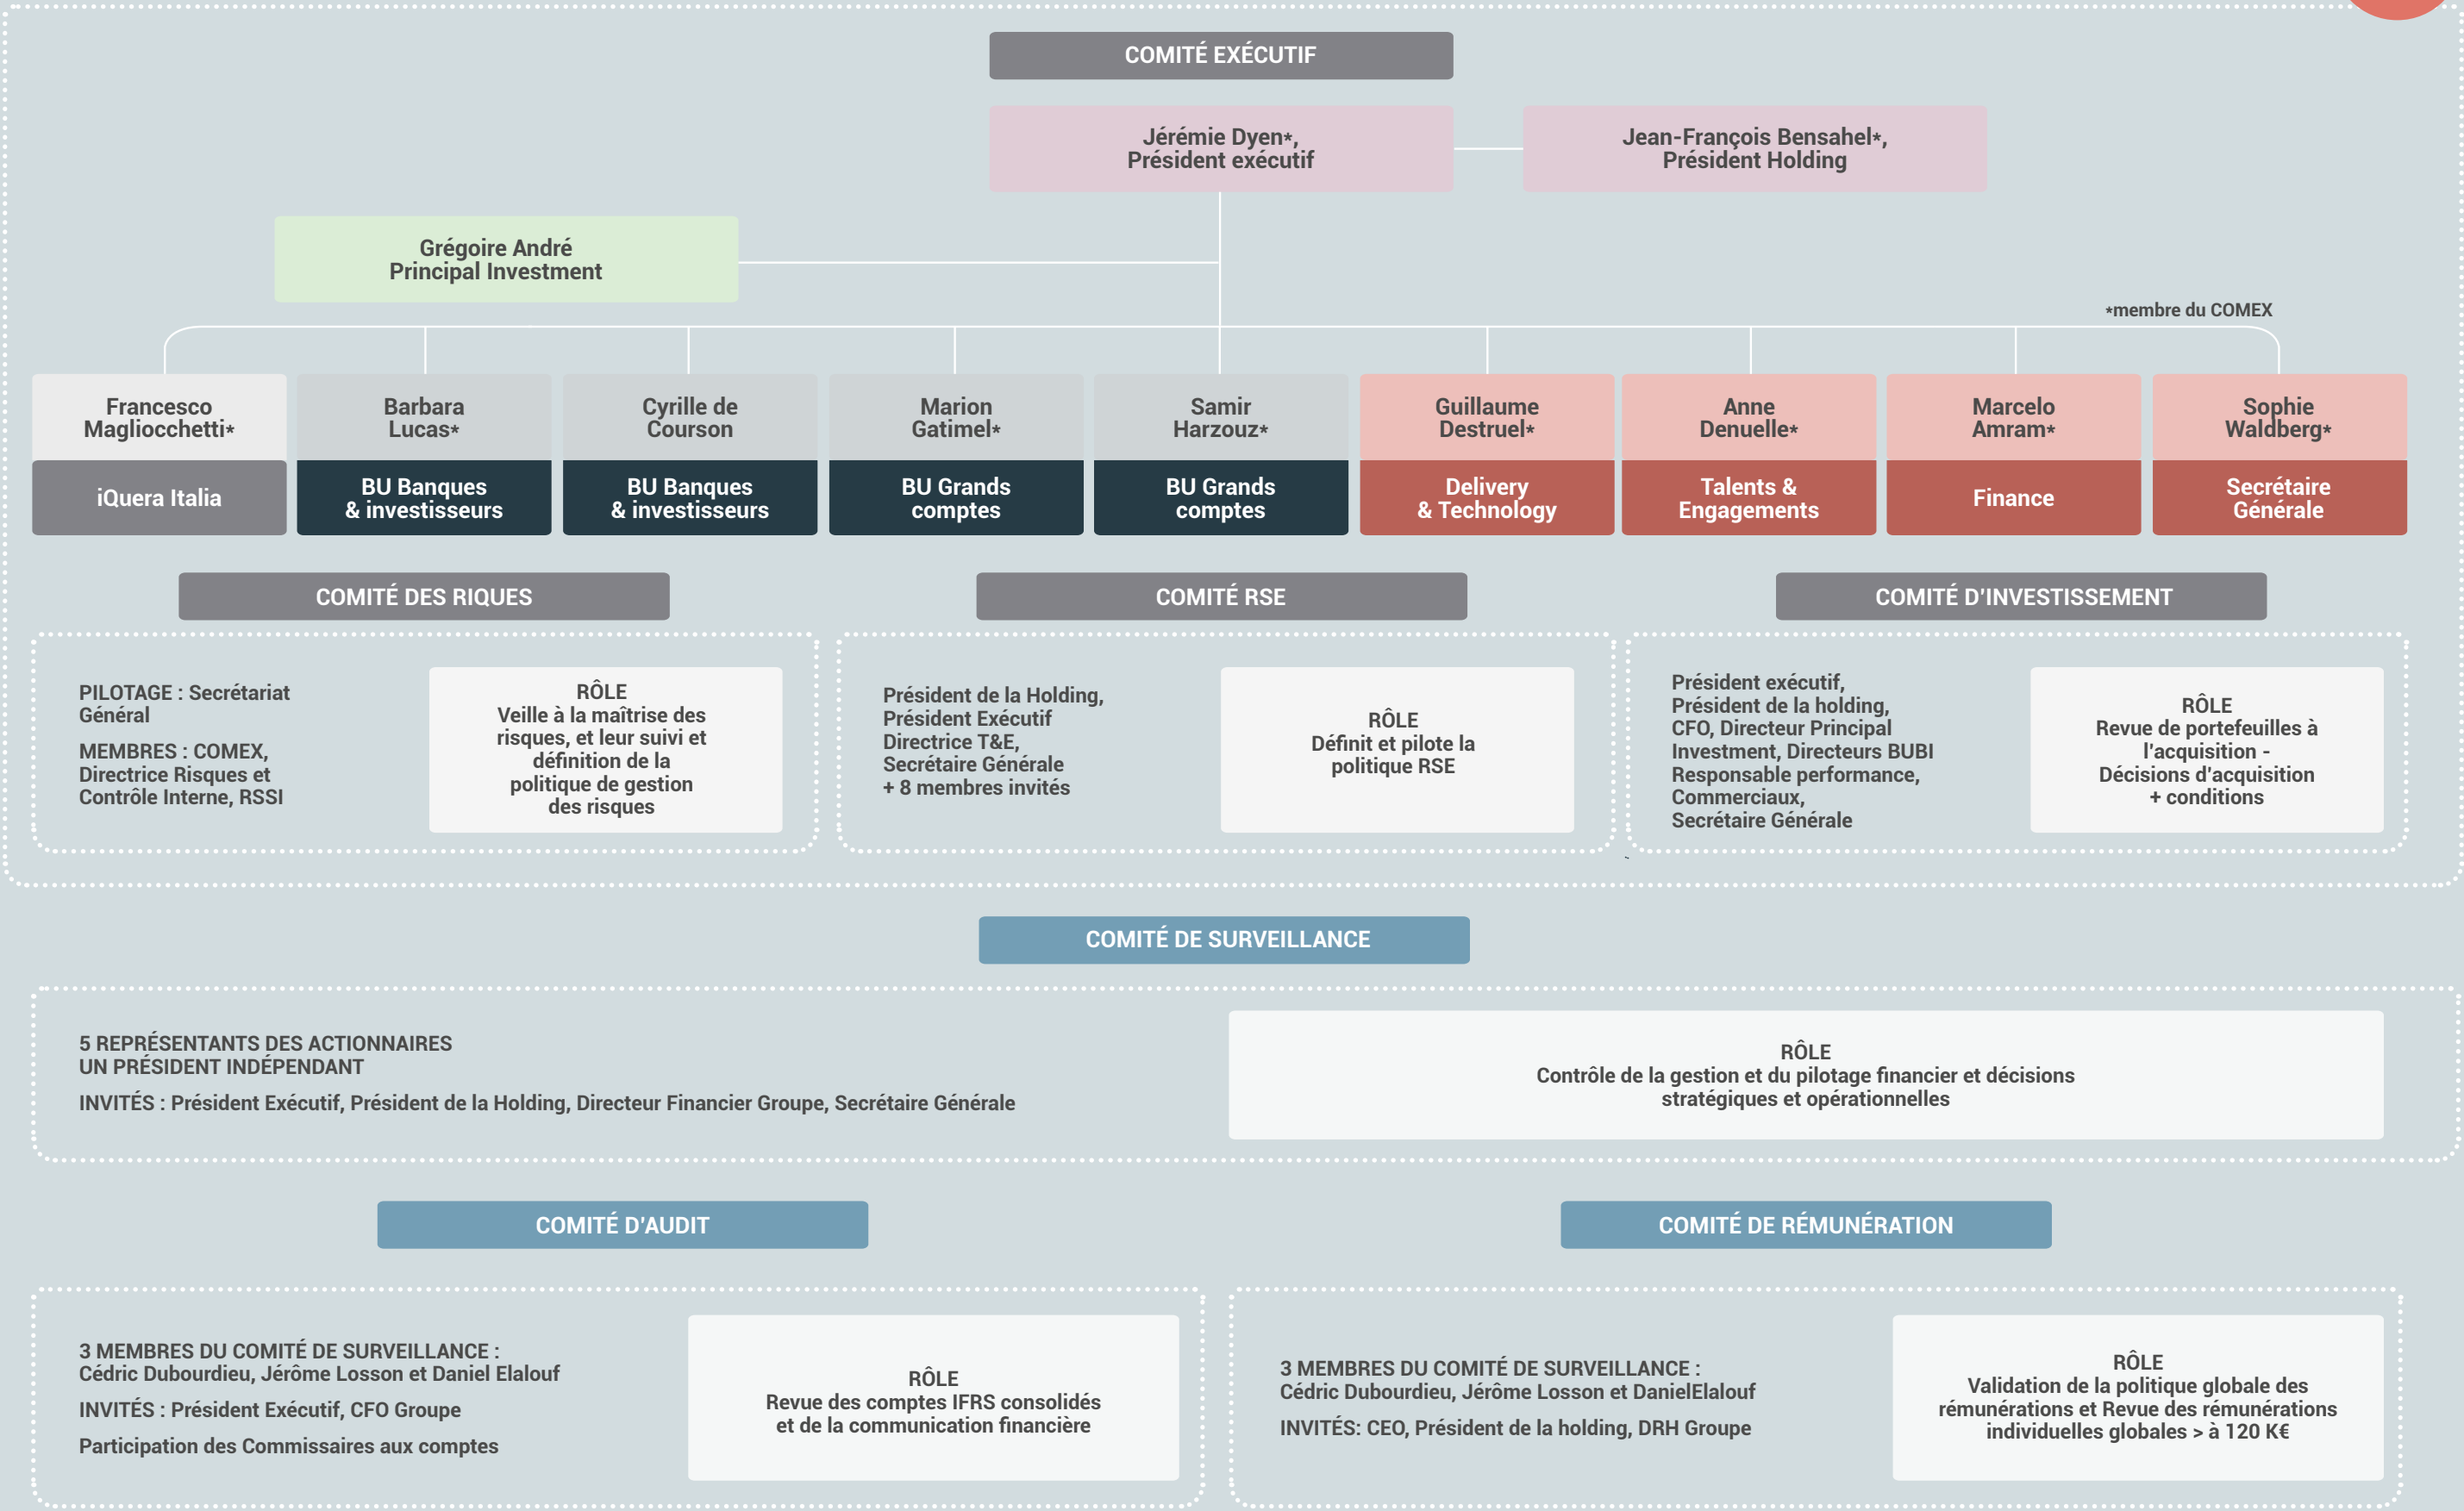 COMITÉ EXÉCUTIF
Jérémie Dyen*,
Président exécutif
Jean-François Bensahel*,
Président Holding
Grégoire André
Principal Investment
*membre du COMEX
Francesco
Magliocchetti*
iQuera Italia
Barbara
Lucas*
BU Banques
& investisseurs
Cyrille de
Courson
BU Banques
& investisseurs
Marion
Gatimel*
BU Grands
comptes
Samir
Harzouz*
BU Grands
comptes
Guillaume
Destruel*
Delivery
& Technology
Anne
Denuelle*
Talents &
Engagements
Marcelo
Amram*
Finance
Sophie
Waldberg*
Secrétaire
Générale
COMITÉ DES RIQUES
PILOTAGE : Secrétariat
Général
MEMBRES : COMEX,
Directrice Risques et
Contrôle Interne, RSSI
RÔLE
Veille à la maîtrise des
risques, et leur suivi et
définition de la
politique de gestion
des risques
COMITÉ RSE
Président de la Holding,
Président Exécutif
Directrice T&E,
Secrétaire Générale
+ 8 membres invités
RÔLE
Définit et pilote la
politique RSE
COMITÉ D'INVESTISSEMENT
Président exécutif,
Président de la holding,
CFO, Directeur Principal
Investment, Directeurs BUBI
Responsable performance,
Commerciaux,
Secrétaire Générale
RÔLE
Revue de portefeuilles à
l'acquisition -
Décisions d'acquisition
+ conditions
COMITÉ DE SURVEILLANCE
5 REPRÉSENTANTS DES ACTIONNAIRES
UN PRÉSIDENT INDÉPENDANT
INVITÉS : Président Exécutif, Président de la Holding, Directeur Financier Groupe, Secrétaire Générale
RÔLE
Contrôle de la gestion et du pilotage financier et décisions
stratégiques et opérationnelles
COMITÉ D'AUDIT
3 MEMBRES DU COMITÉ DE SURVEILLANCE :
Cédric Dubourdieu, Jérôme Losson et Daniel Elalouf
INVITÉS : Président Exécutif, CFO Groupe
Participation des Commissaires aux comptes
RÔLE
Revue des comptes IFRS consolidés
et de la communication financière
COMITÉ DE RÉMUNÉRATION
3 MEMBRES DU COMITÉ DE SURVEILLANCE :
Cédric Dubourdieu, Jérôme Losson et DanielElalouf
INVITÉS: CEO, Président de la holding, DRH Groupe
RÔLE
Validation de la politique globale des
rémunérations et Revue des rémunérations
individuelles globales > à 120 K€